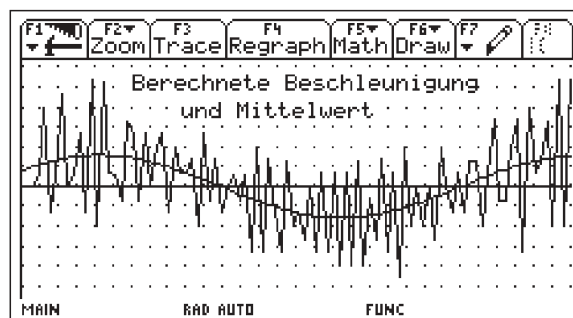 F1 F2 F3 F4 F5 F6 F7
Zoom Trace Regraph Math Draw
Berechnete Beschleunigung
und Mittelwert
MAIN RAD AUTO FUNC